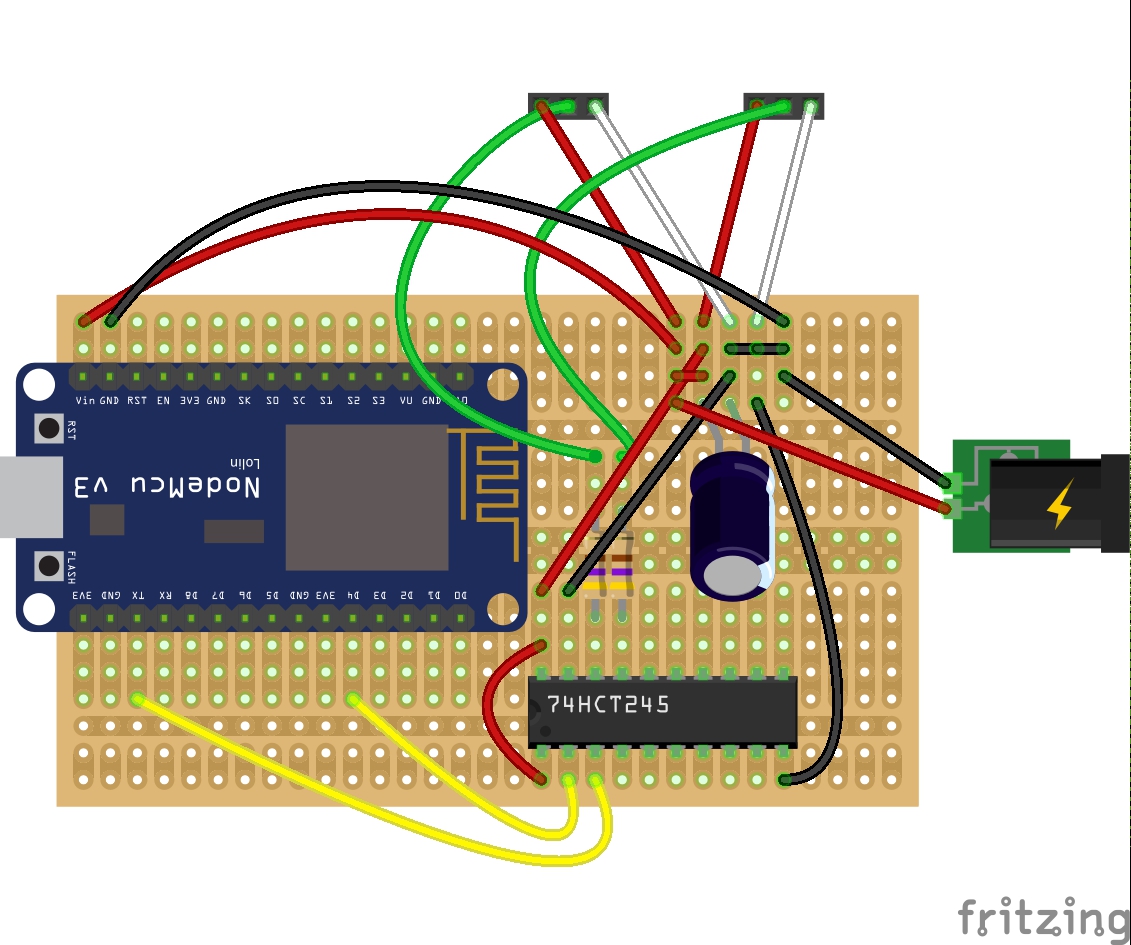 Vin GND RST EN 3V3 GND SK SO SC S1 S2 S3 VU GND
RST
Lolin
NodeMcu v3
FLASH
3V3 GND TX RX D8 D7 D6 D5 GND 3V3 D4 D3 D2 D1 D0
74HCT245
fritzing